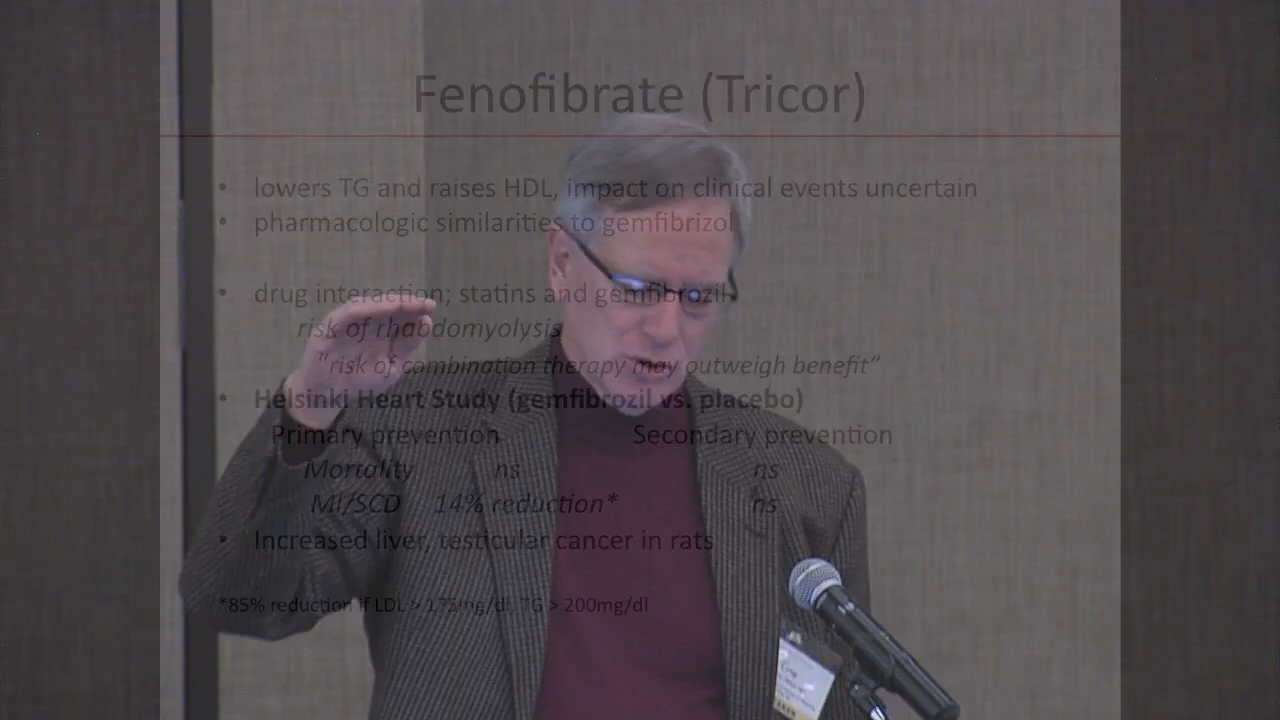 Fenofibrate (Tricor)
• lowers TG and raises HDL, impact on clinical events uncertain
• pharmacologic similarities to gemfibrizol
• drug interaction; statins and gemfibrozil
risk of rhabdomyolysis
"risk of combination therapy may outweigh benefit”
• Helsinki Heart Study (gemfibrozil vs. placebo)
Primary prevention Secondary prevention
Mortality ns ns
MI/SCD 14% reduction* ns
• Increased liver, testicular cancer in rats
*85% reduction if LDL > 175mg/dl, TG > 200mg/dl